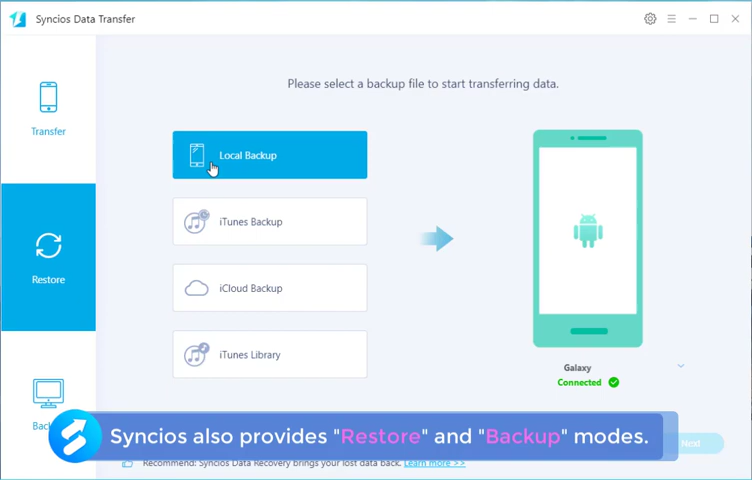 Syncios Data Transfer
Please select a backup file to start transferring data.
Transfer
Local Backup
iTunes Backup
Restore
iCloud Backup
iTunes Library
Galaxy
Connected
Syncios also provides "Restore" and "Backup" modes.
Next
Recommend: Syncios Data Recovery brings your lost data back. Learn more >>